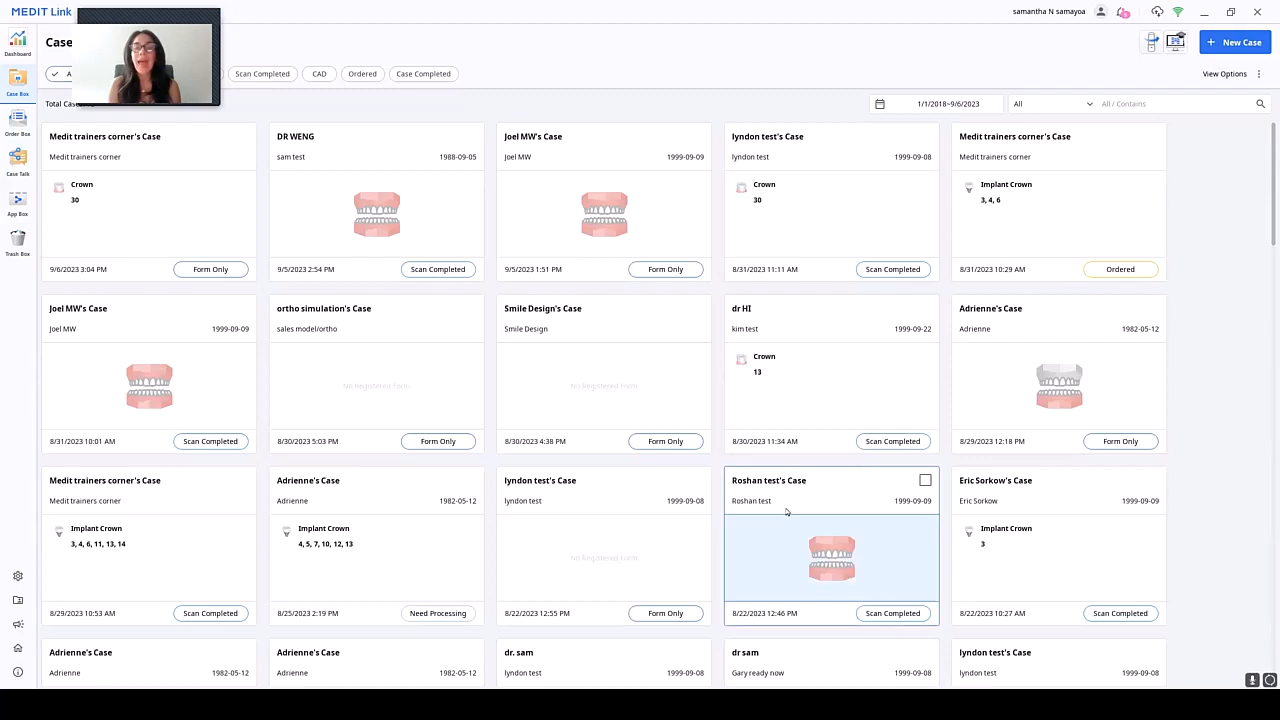 MEDIT Link
samantha N samayoa
Case
New Case
Scan Completed
CAD
Ordered
Case Completed
View Options
1/1/2018~9/6/2023
All
All / Contains
Dashboard
Case Box
Order Box
Case Talk
App Box
Trash Box
Medit trainers corner's Case
Medit trainers corner
Crown
30
9/6/2023 3:04 PM
Form Only
DR WENG
sam test
1988-09-05
9/5/2023 2:54 PM
Scan Completed
Joel MW's Case
Joel MW
1999-09-09
9/5/2023 1:51 PM
Form Only
lyndon test's Case
lyndon test
1999-09-08
Crown
30
8/31/2023 11:11 AM
Scan Completed
Medit trainers corner's Case
Medit trainers corner
Implant Crown
3, 4, 6
8/31/2023 10:29 AM
Ordered
Joel MW's Case
Joel MW
1999-09-09
8/31/2023 10:01 AM
Scan Completed
ortho simulation's Case
sales model/ortho
No Registered Form.
8/30/2023 5:03 PM
Form Only
Smile Design's Case
Smile Design
No Registered Form.
8/30/2023 4:38 PM
Form Only
dr HI
kim test
1999-09-22
Crown
13
8/30/2023 11:34 AM
Scan Completed
Adrienne's Case
Adrienne
1982-05-12
8/29/2023 12:18 PM
Form Only
Medit trainers corner's Case
Medit trainers corner
Implant Crown
3, 4, 6, 11, 13, 14
8/29/2023 10:53 AM
Scan Completed
Adrienne's Case
Adrienne
1982-05-12
Implant Crown
4, 5, 7, 10, 12, 13
8/25/2023 2:19 PM
Need Processing
lyndon test's Case
lyndon test
1999-09-08
No Registered Form.
8/22/2023 12:55 PM
Form Only
Roshan test's Case
Roshan test
1999-09-09
8/22/2023 12:46 PM
Scan Completed
Eric Sorkow's Case
Eric Sorkow
1999-09-09
Implant Crown
3
8/22/2023 10:27 AM
Scan Completed
Adrienne's Case
Adrienne
1982-05-12
Adrienne's Case
Adrienne
1982-05-12
dr. sam
lyndon test
1999-09-08
dr sam
Gary ready now
1999-09-08
lyndon test's Case
lyndon test
1999-09-08